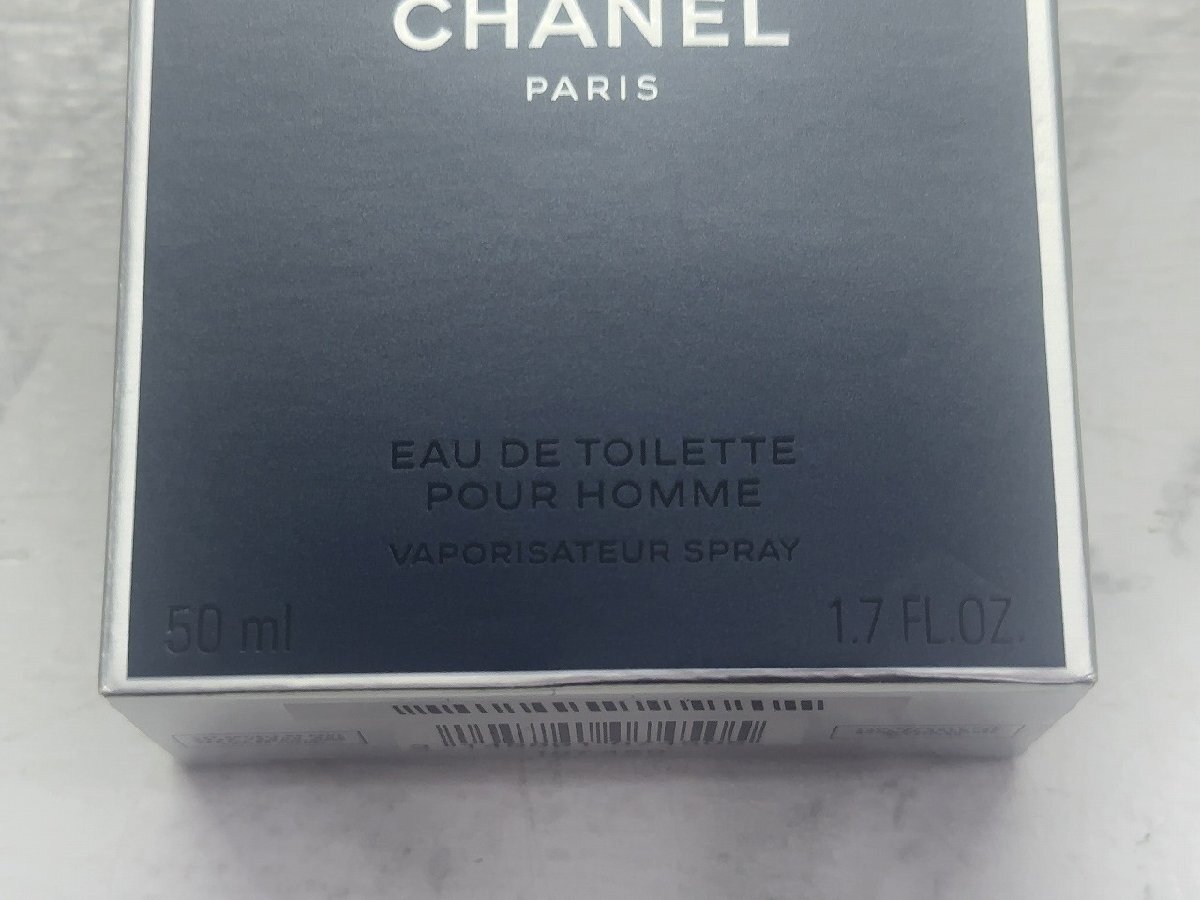 CHANEL
PARIS
EAU DE TOILETTE
POUR HOMME
VAPORISATEUR SPRAY
50 ml
1.7 FL.OZ.